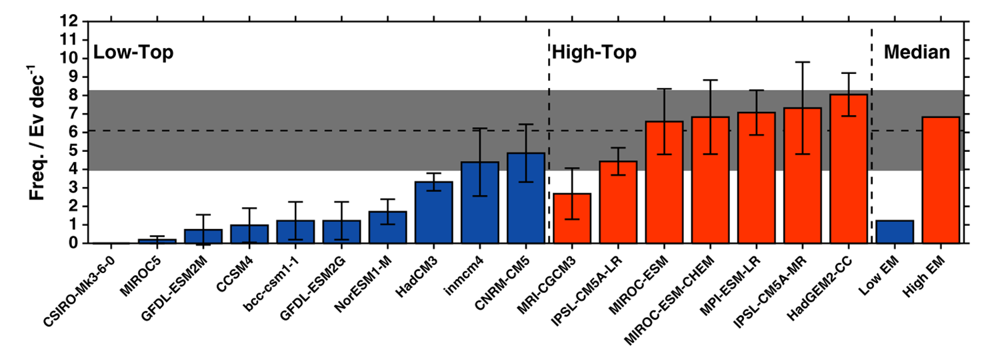 12
11
10
9
8
7
6
5
4
3
2
1
0
Freq. / Ev dec⁻¹
Low-Top
High-Top
Median
CSIRO-Mk3-6-0
MIROC5
GFDL-ESM2M
CCSM4
bcc-csm1-1
GFDL-ESM2G
NorESM1-M
HadCM3
inmcm4
CNRM-CM5
MRI-CGCM3
IPSL-CM5A-LR
MIROC-ESM
MIROC-ESM-CHEM
MPI-ESM-LR
IPSL-CM5A-MR
HadGEM2-CC
Low EM
High EM